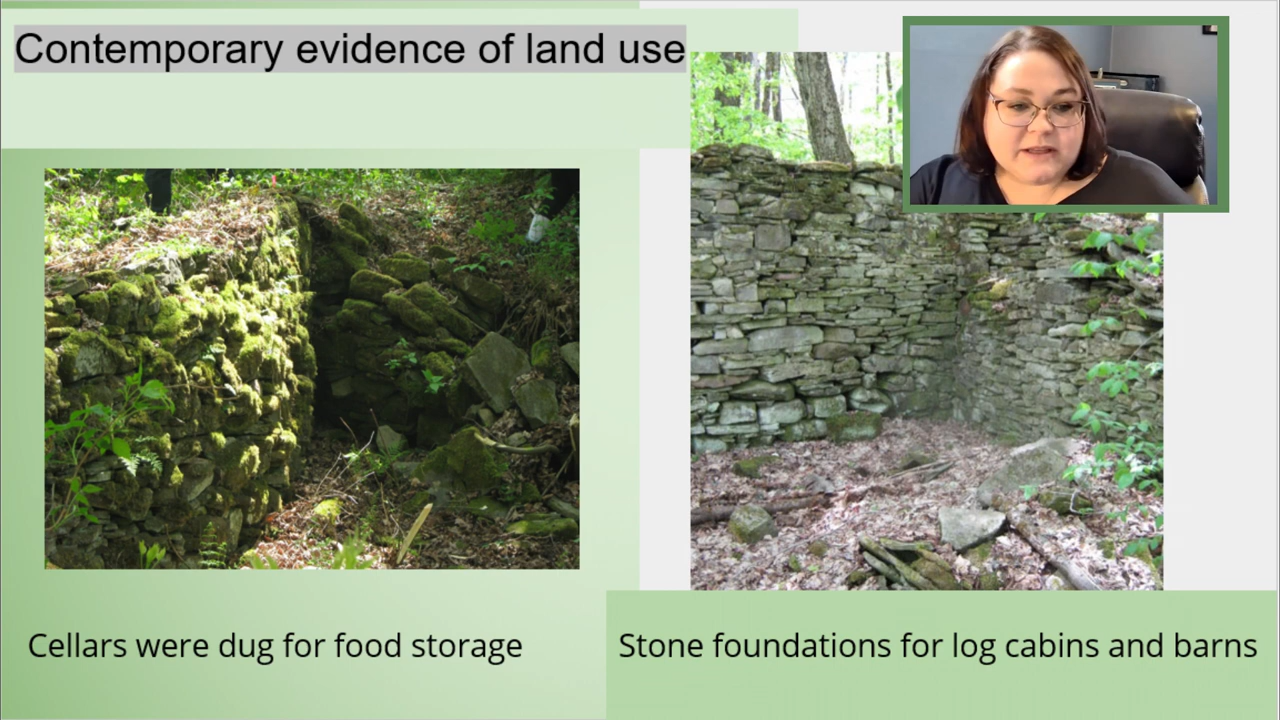 Contemporary evidence of land use
Cellars were dug for food storage
Stone foundations for log cabins and barns